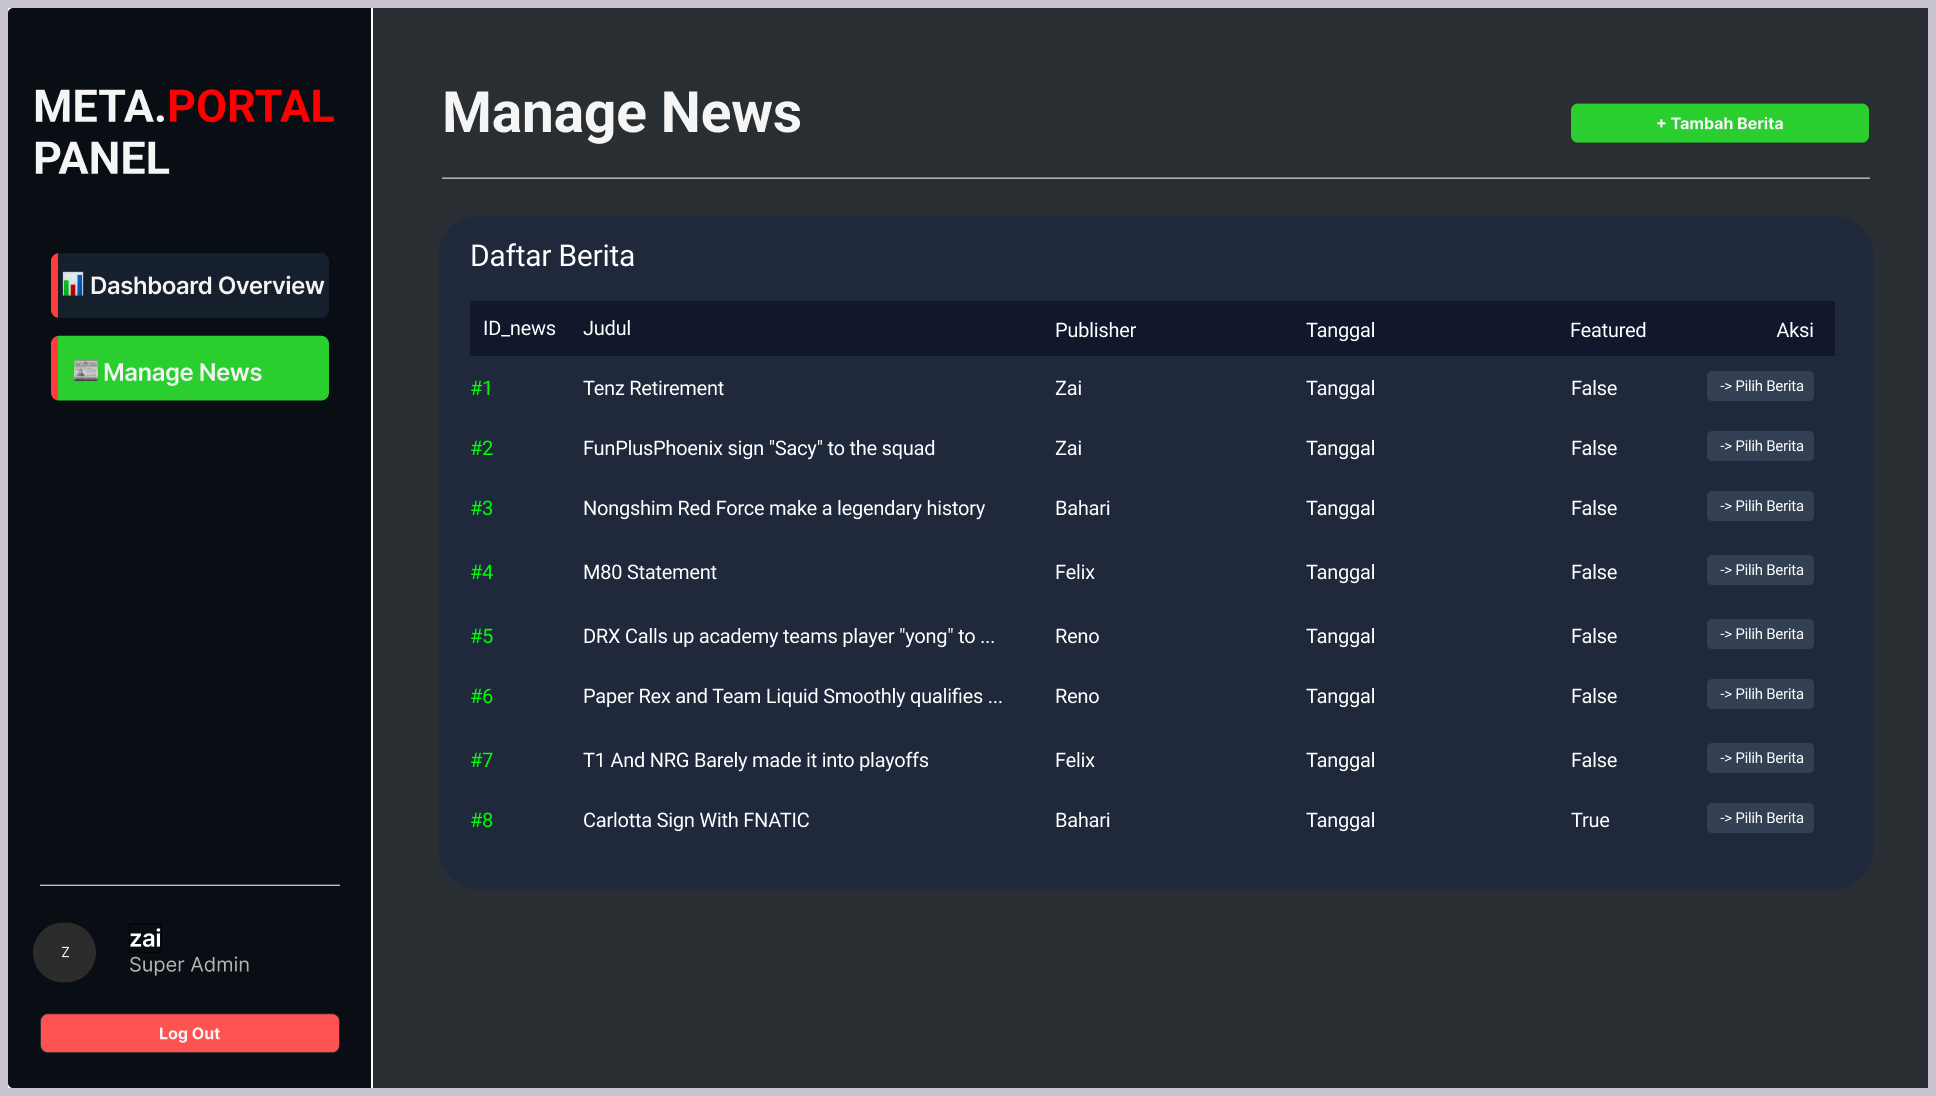 META.PORTAL
PANEL
Dashboard Overview
Manage News
zai
Z
Super Admin
Log Out
Manage News
+ Tambah Berita
Daftar Berita
ID_news Judul Publisher Tanggal Featured Aksi
#1 Tenz Retirement Zai Tanggal False -> Pilih Berita
#2 FunPlusPhoenix sign "Sacy" to the squad Zai Tanggal False -> Pilih Berita
#3 Nongshim Red Force make a legendary history Bahari Tanggal False -> Pilih Berita
#4 M80 Statement Felix Tanggal False -> Pilih Berita
#5 DRX Calls up academy teams player "yong" to ... Reno Tanggal False -> Pilih Berita
#6 Paper Rex and Team Liquid Smoothly qualifies ... Reno Tanggal False -> Pilih Berita
#7 T1 And NRG Barely made it into playoffs Felix Tanggal False -> Pilih Berita
#8 Carlotta Sign With FNATIC Bahari Tanggal True -> Pilih Berita